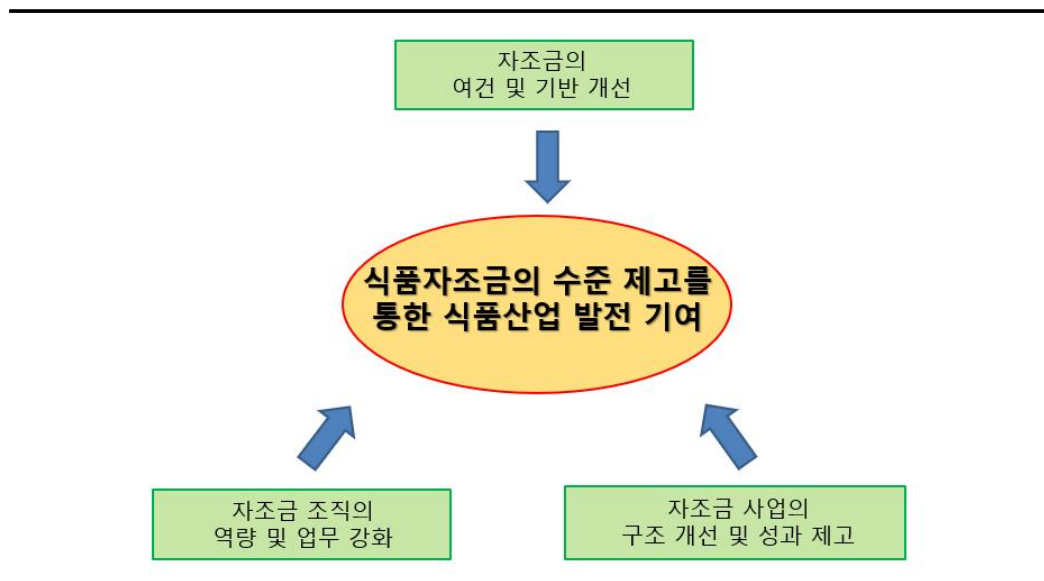 자조금의
여건 및 기반 개선
식품자조금의 수준 제고를
통한 식품산업 발전 기여
자조금 조직의
역량 및 업무 강화
자조금 사업의
구조 개선 및 성과 제고